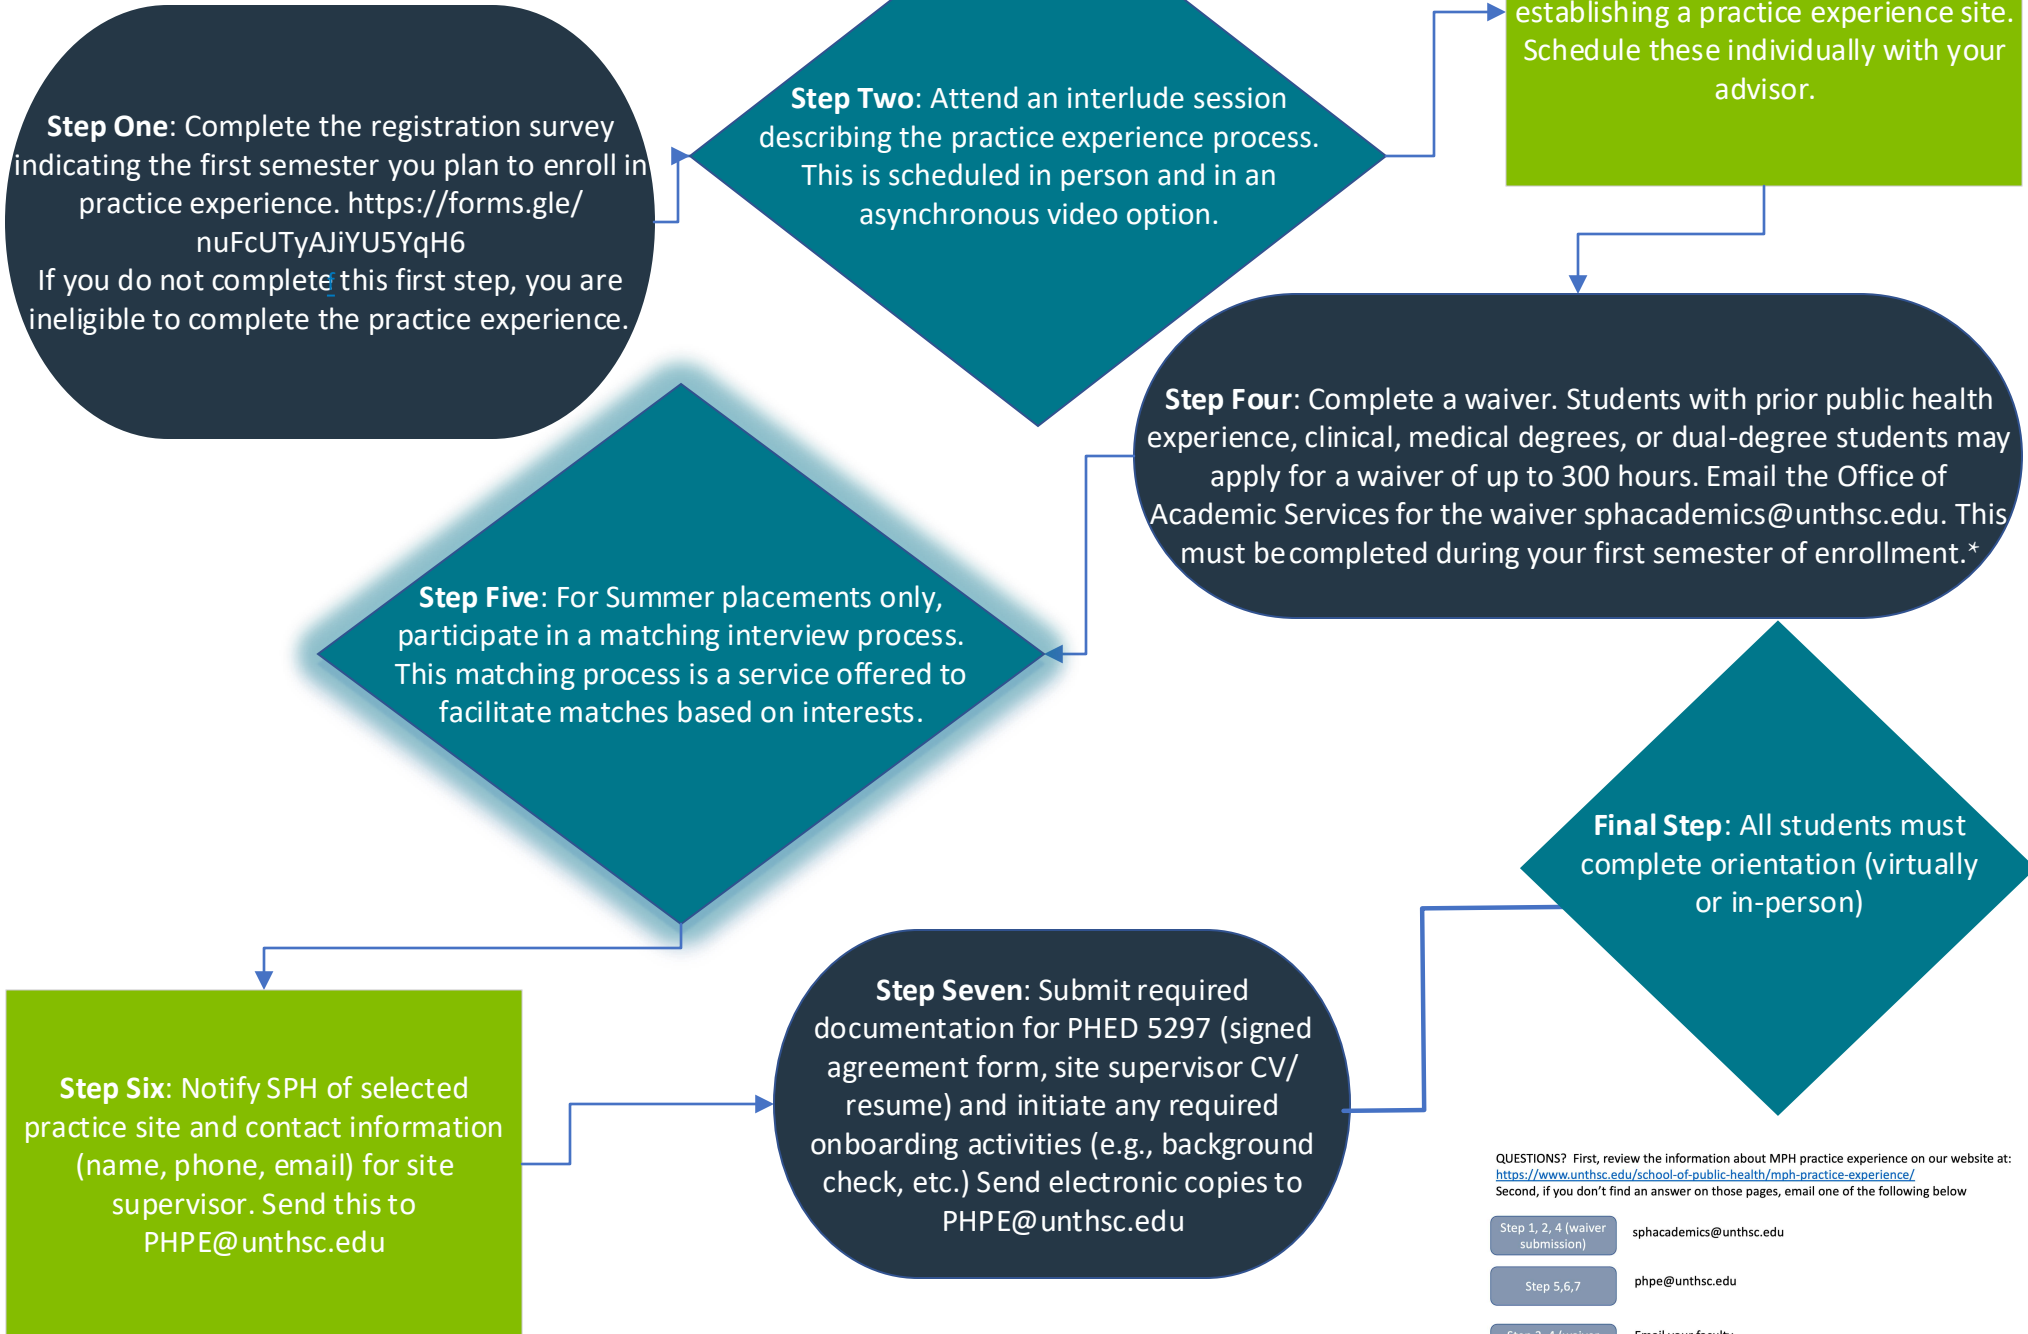 Step One: Complete the registration survey
indicating the first semester you plan to enroll in
practice experience. https://forms.gle/
nuFcUTyAJiYU5YqH6
If you do not complete this first step, you are
ineligible to complete the practice experience.
Step Two: Attend an interlude session
describing the practice experience process.
This is scheduled in person and in an
asynchronous video option.
establishing a practice experience site.
Schedule these individually with your
advisor.
Step Four: Complete a waiver. Students with prior public health
experience, clinical, medical degrees, or dual-degree students may
apply for a waiver of up to 300 hours. Email the Office of
Academic Services for the waiver sphacademics@unthsc.edu. This
must be completed during your first semester of enrollment.*
Step Five: For Summer placements only,
participate in a matching interview process.
This matching process is a service offered to
facilitate matches based on interests.
Step Six: Notify SPH of selected
practice site and contact information
(name, phone, email) for site
supervisor. Send this to
PHPE@unthsc.edu
Step Seven: Submit required
documentation for PHED 5297 (signed
agreement form, site supervisor CV/
resume) and initiate any required
onboarding activities (e.g., background
check, etc.) Send electronic copies to
PHPE@unthsc.edu
Final Step: All students must
complete orientation (virtually
or in-person)
QUESTIONS? First, review the information about MPH practice experience on our website at:
https://www.unthsc.edu/school-of-public-health/mph-practice-experience/
Second, if you don't find an answer on those pages, email one of the following below
Step 1, 2, 4 (waiver
submission)
sphacademics@unthsc.edu
Step 5,6,7
phpe@unthsc.edu
Email your faculty